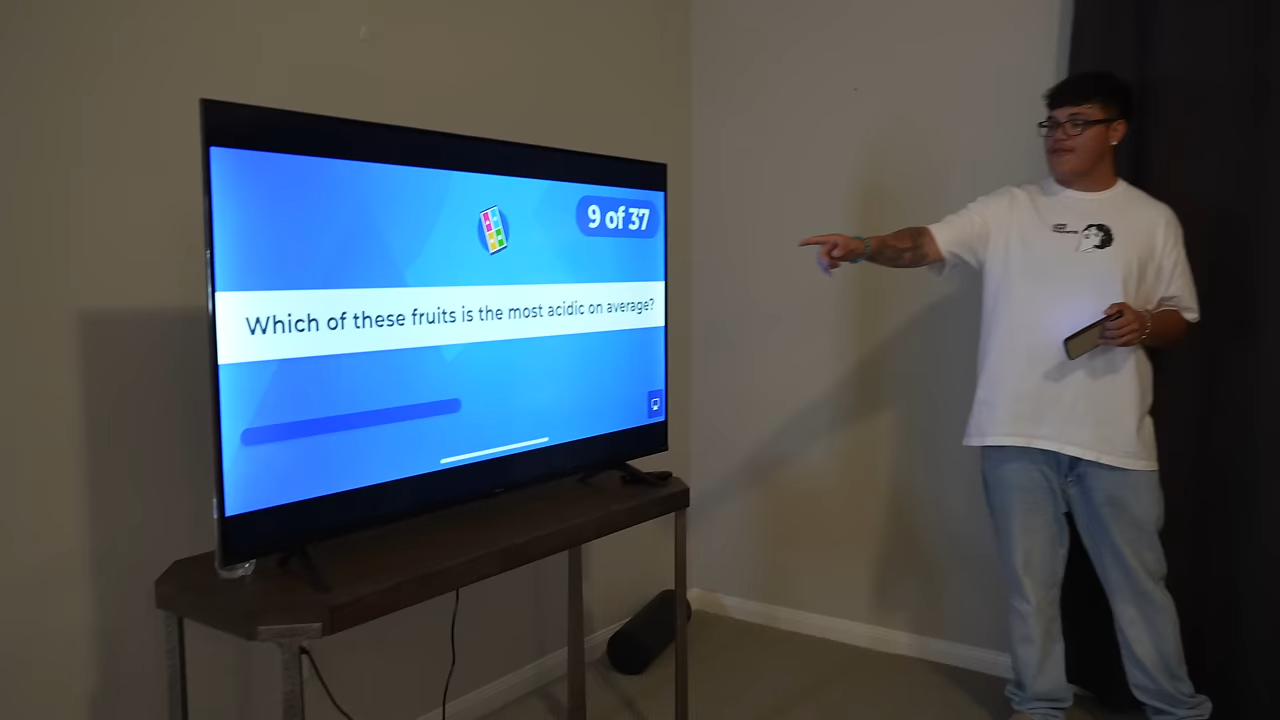 9 of 37
Which of these fruits is the most acidic on average?